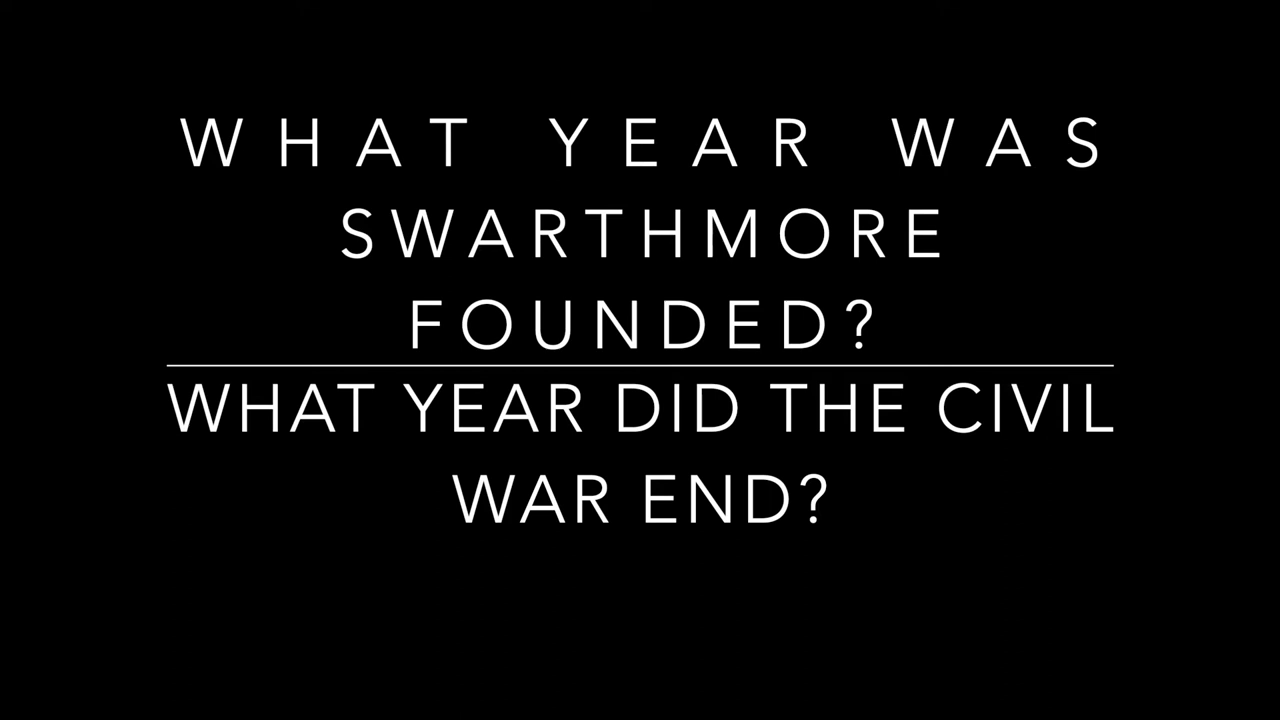 WHAT YEAR WAS
SWARTHMORE
FOUNDED?
WHAT YEAR DID THE CIVIL
WAR END?